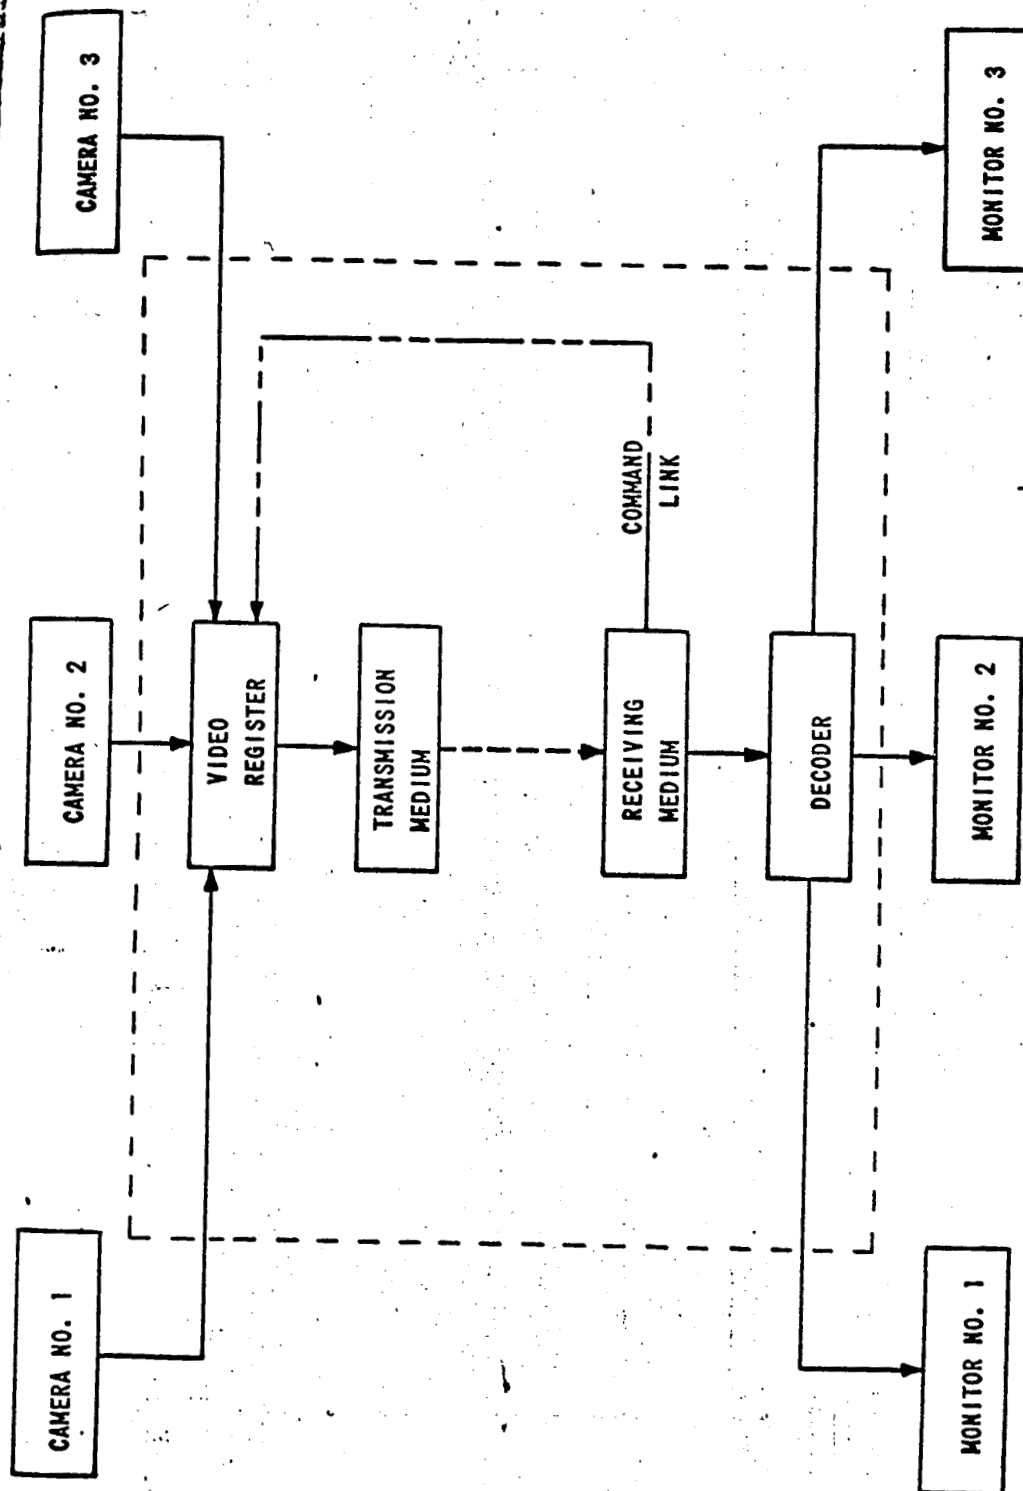 CAMERA NO. 1
CAMERA NO. 2
CAMERA NO. 3
VIDEO
REGISTER
TRANSMISSION
MEDIUM
COMMAND
LINK
RECEIVING
MEDIUM
DECODER
MONITOR NO. 1
MONITOR NO. 2
MONITOR NO. 3